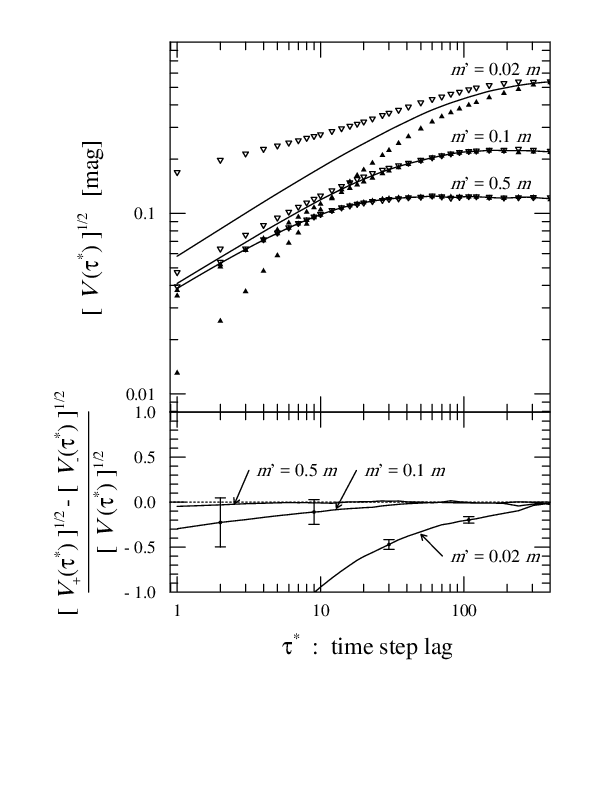 m' = 0.02 m
m' = 0.1 m
m' = 0.5 m
[ V(τ*) ]1/2 [mag]
0.1
0.01
1.0
0.5
0.0
- 0.5
- 1.0
[ V+(τ*) ]1/2 - [ V-(τ*) ]1/2
[ V(τ*) ]1/2
m' = 0.5 m
m' = 0.1 m
m' = 0.02 m
1 10 100
τ* : time step lag